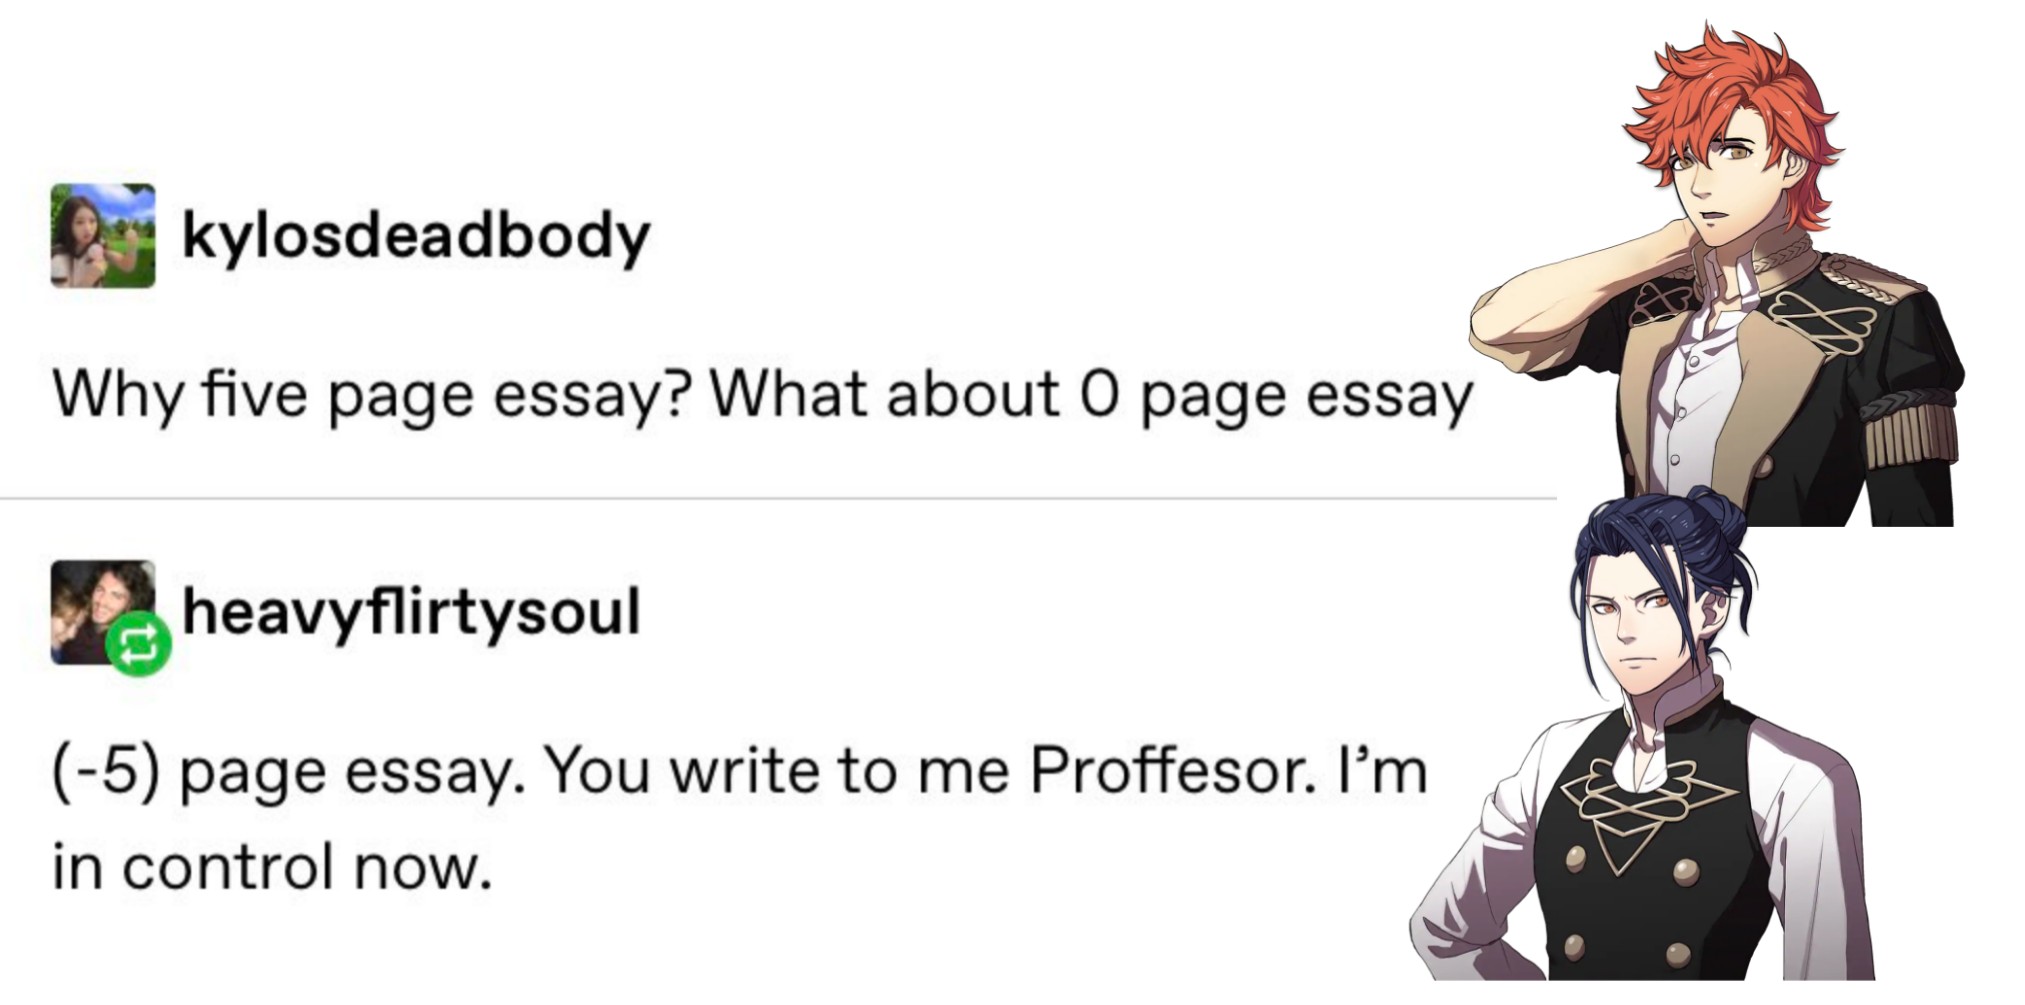 kylosdeadbody
Why five page essay? What about 0 page essay
heavyflirtysoul
(-5) page essay. You write to me Proffesor. I’m
in control now.